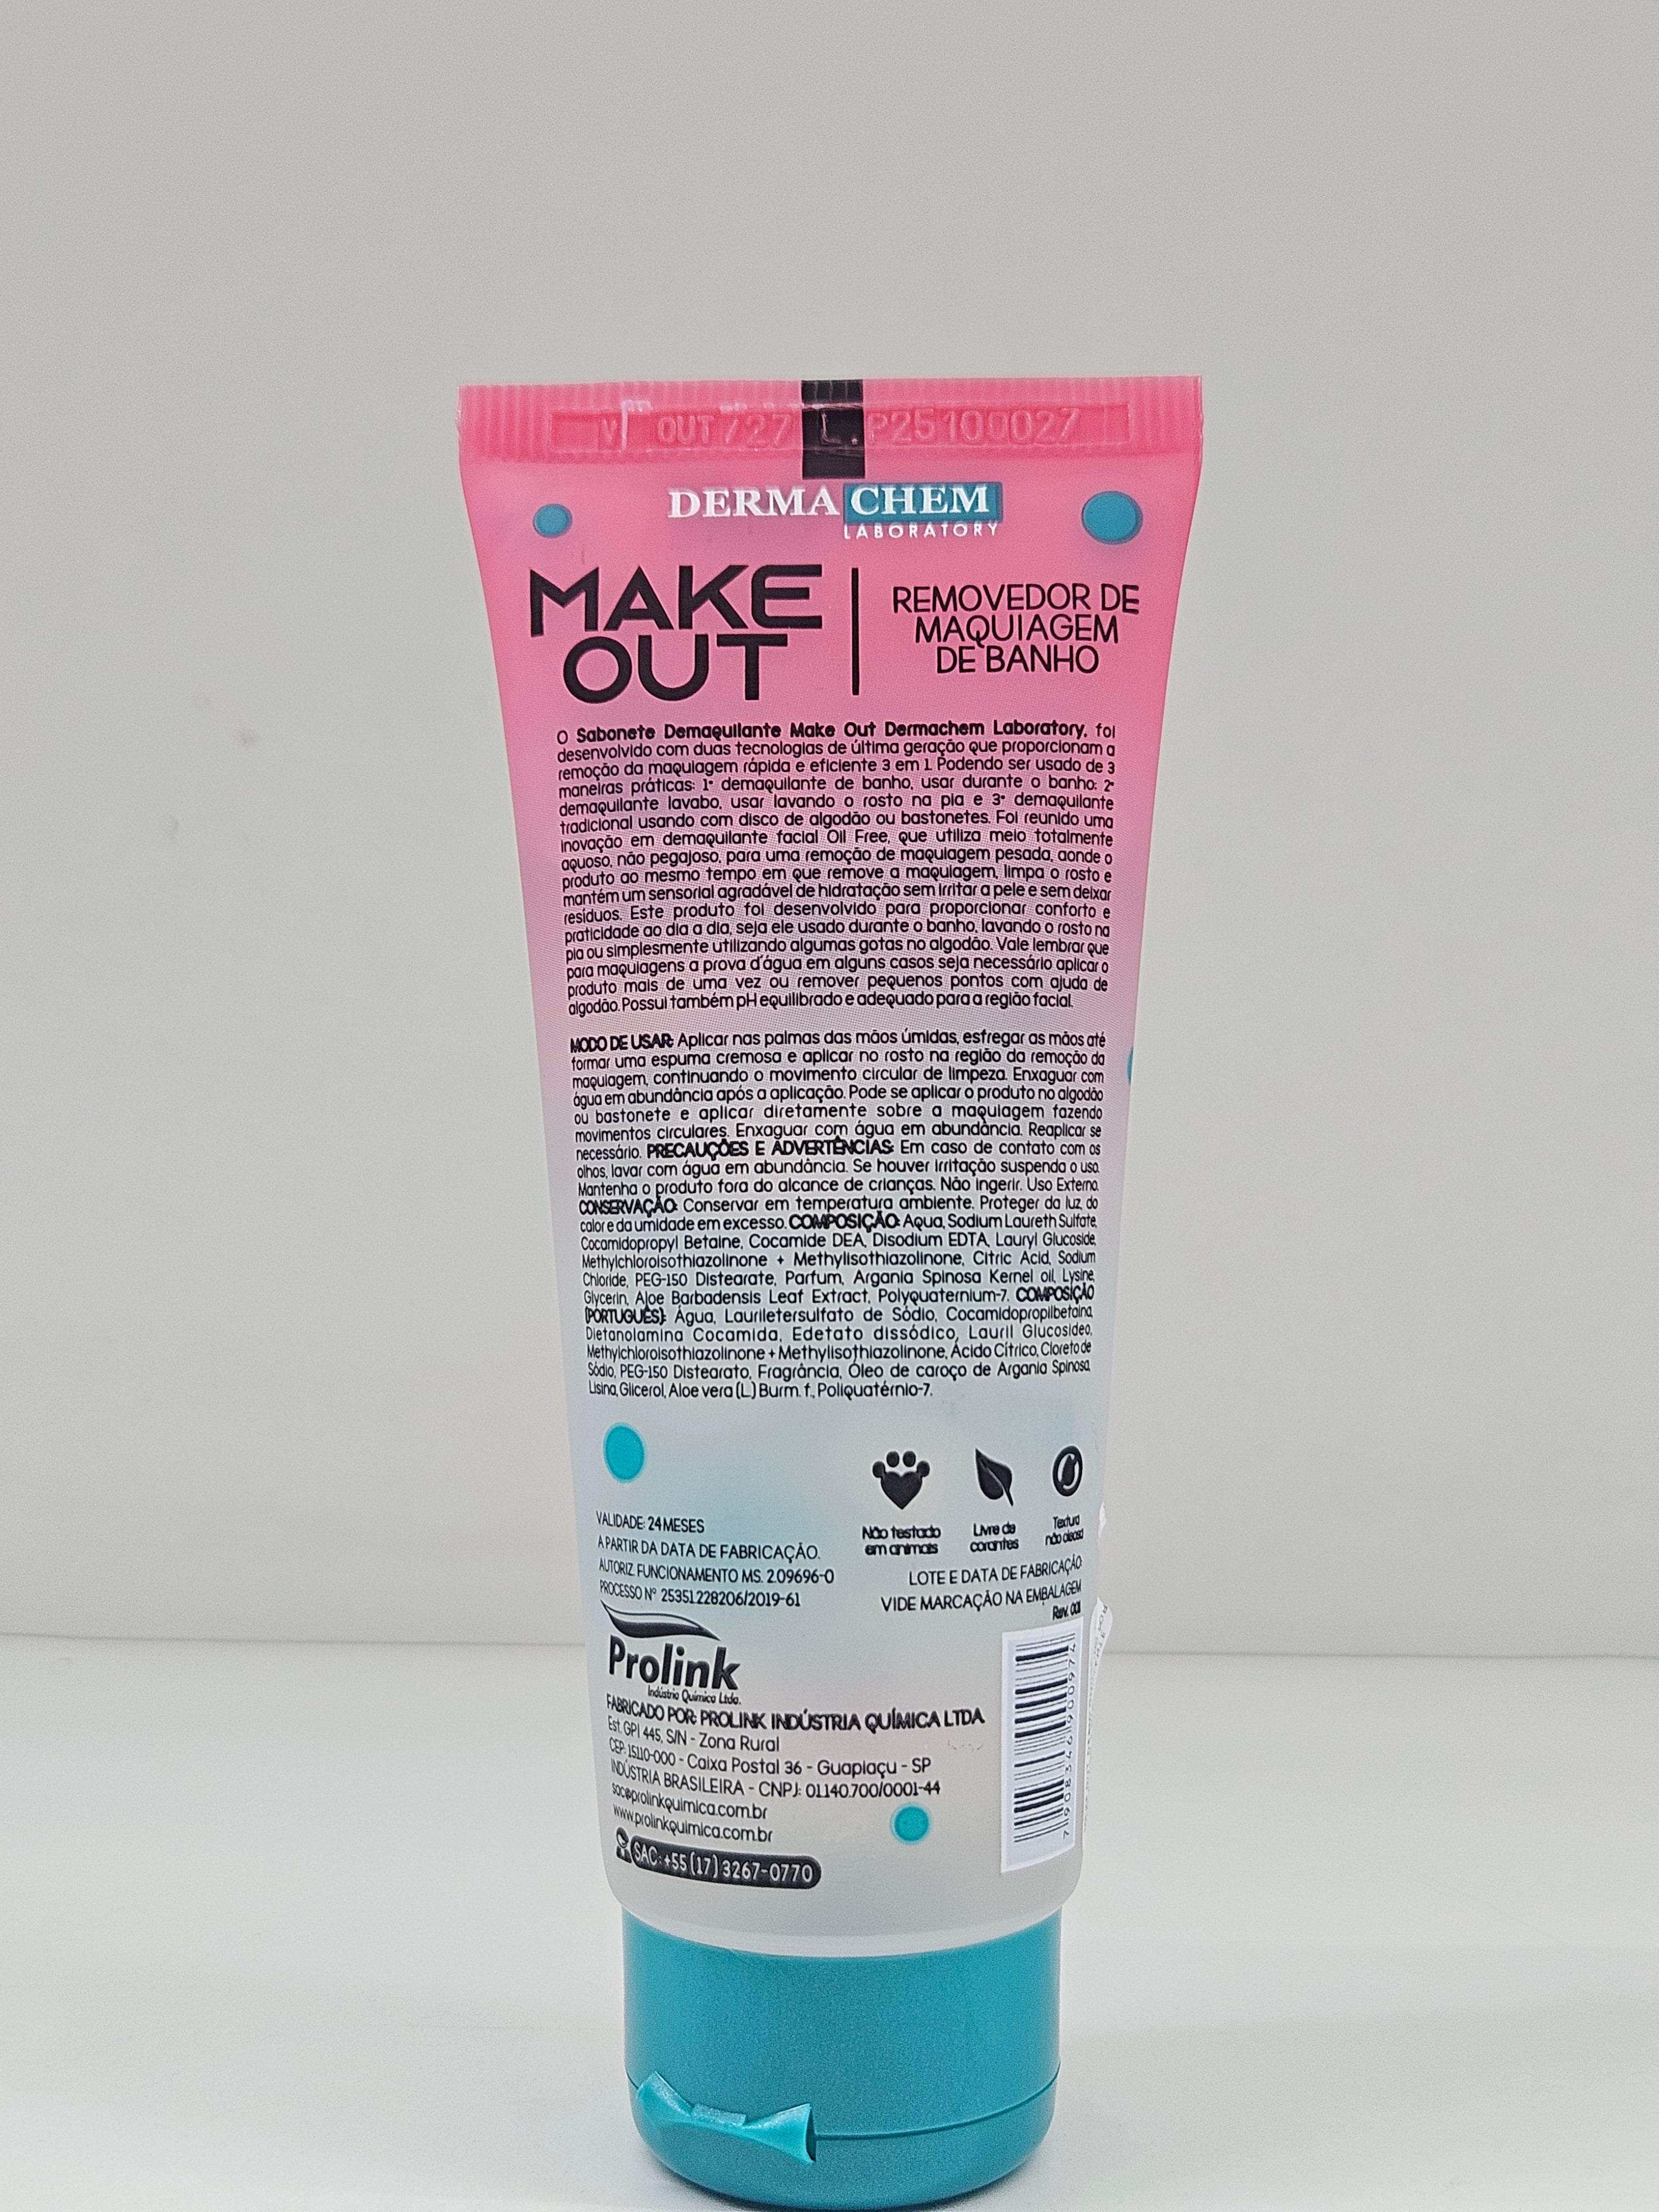 V OUT/27 L. P25100027
DERMA CHEM
LABORATORY
MAKE
OUT
REMOVEDOR DE
MAQUIAGEM
DE BANHO
O Sabonete Demaquilante Make Out Dermachem Laboratory, foi
desenvolvido com duas tecnologias de última geração que proporcionam a
remoção da maquiagem rápida e eficiente 3 em 1. Podendo ser usado de 3
maneiras práticas: 1º demaquilante de banho, usar durante o banho; 2º
demaquilante lavabo, usar lavando o rosto na pia e 3º demaquilante
tradicional usando com disco de algodão ou bastonetes. Foi reunido uma
inovação em demaquilante facial Oil Free, que utiliza meio totalmente
aquoso, não pegajoso, para uma remoção de maquiagem pesada, aonde o
produto ao mesmo tempo em que remove a maquiagem, limpa o rosto e
mantém um sensorial agradável de hidratação sem irritar a pele e sem deixar
resíduos. Este produto foi desenvolvido para proporcionar conforto e
praticidade ao dia a dia, seja ele usado durante o banho, lavando o rosto na
pia ou simplesmente utilizando algumas gotas no algodão. Vale lembrar que
para maquiagens a prova d'água em alguns casos seja necessário aplicar o
produto mais de uma vez ou remover pequenos pontos com ajuda de
algodão. Possui também pH equilibrado e adequado para a região facial.
MODO DE USAR: Aplicar nas palmas das mãos úmidas, esfregar as mãos até
formar uma espuma cremosa e aplicar no rosto na região da remoção da
maquiagem, continuando o movimento circular de limpeza. Enxaguar com
água em abundância após a aplicação. Pode se aplicar o produto no algodão
ou bastonete e aplicar diretamente sobre a maquiagem fazendo
movimentos circulares. Enxaguar com água em abundância. Reaplicar se
necessário. PRECAUÇÕES E ADVERTÊNCIAS: Em caso de contato com os
olhos, lavar com água em abundância. Se houver irritação suspenda o uso.
Mantenha o produto fora do alcance de crianças. Não ingerir. Uso Externo.
CONSERVAÇÃO: Conservar em temperatura ambiente. Proteger da luz, do
calor e da umidade em excesso. COMPOSIÇÃO: Aqua, Sodium Laureth Sulfate,
Cocamidopropyl Betaine, Cocamide DEA, Disodium EDTA, Lauryl Glucoside,
Methylchloroisothiazolinone + Methylisothiazolinone, Citric Acid, Sodium
Chloride, PEG-150 Distearate, Parfum, Argania Spinosa Kernel oil, Lysine,
Glycerin, Aloe Barbadensis Leaf Extract, Polyquaternium-7. COMPOSIÇÃO
(PORTUGUÊS): Água, Lauriletersulfato de Sódio, Cocamidopropilbetaína,
Dietanolamina Cocamida, Edetato dissódico, Lauril Glucosideo,
Methylchloroisothiazolinone + Methylisothiazolinone, Ácido Cítrico, Cloreto de
Sódio, PEG-150 Distearato, Fragrância, Óleo de caroço de Argania Spinosa,
Lisina, Glicerol, Aloe vera (L.) Burm. f., Poliquatérnio-7.
Não testado
em animais
Livre de
corantes
Textura
não oleosa
VALIDADE: 24 MESES
A PARTIR DA DATA DE FABRICAÇÃO.
AUTORIZ. FUNCIONAMENTO MS. 2.09696-0
PROCESSO Nº 25351.228206/2019-61
LOTE E DATA DE FABRICAÇÃO:
VIDE MARCAÇÃO NA EMBALAGEM
Rev. 001
Prolink
Indústria Química Ltda.
FABRICADO POR: PROLINK INDÚSTRIA QUÍMICA LTDA
Est. GPI 445, S/N - Zona Rural
CEP: 15110-000 - Caixa Postal 36 - Guapiaçu - SP
INDÚSTRIA BRASILEIRA - CNPJ: 01.140.700/0001-44
sac@prolinkquimica.com.br
www.prolinkquimica.com.br
SAC: +55 (17) 3267-0770
7908346900974